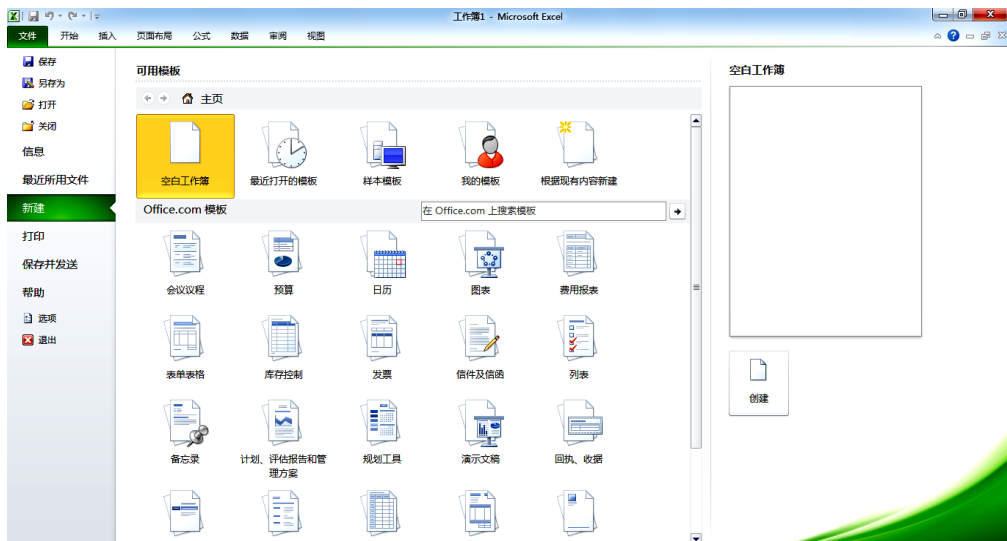 工作簿1 - Microsoft Excel
文件 开始 插入 页面布局 公式 数据 审阅 视图
保存
另存为
打开
关闭
信息
最近所用文件
新建
打印
保存并发送
帮助
选项
退出
可用模板
主页
空白工作簿 最近打开的模板 样本模板 我的模板 根据现有内容新建
Office.com 模板 在 Office.com 上搜索模板
会议议程 预算 日历 图表 费用报表
表单表格 库存控制 发票 信件及信函 列表
备忘录 计划、评估报告和管 规划工具 演示文稿 回执、收据
理方案
空白工作簿
创建